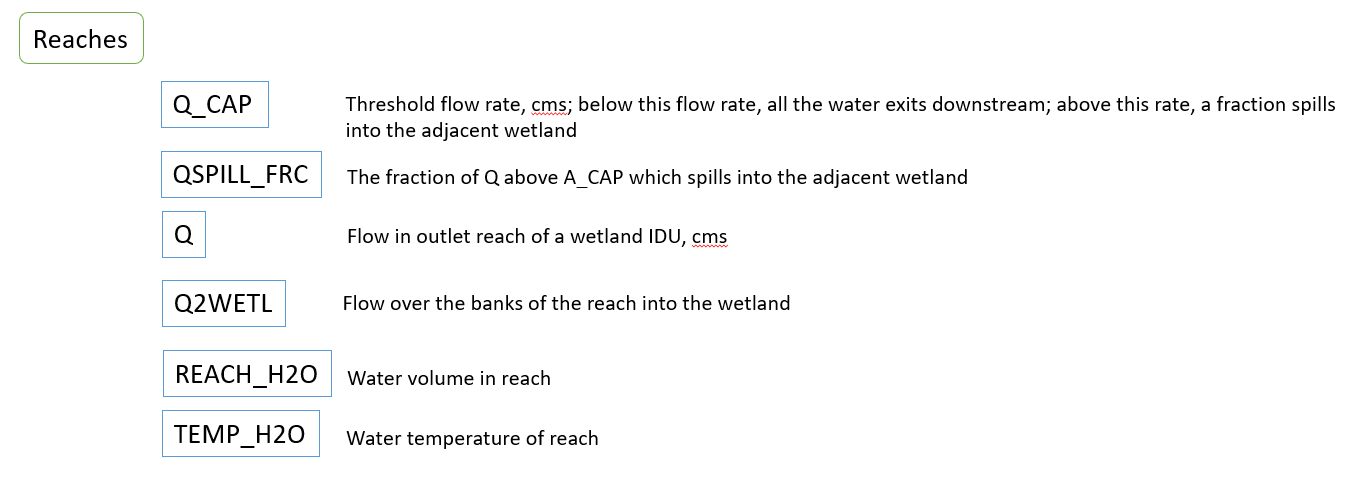 Reaches
Q_CAP
Threshold flow rate, cms; below this flow rate, all the water exits downstream; above this rate, a fraction spills
into the adjacent wetland
QSPILL_FRC
The fraction of Q above A_CAP which spills into the adjacent wetland
Q
Flow in outlet reach of a wetland IDU, cms
Q2WETL
Flow over the banks of the reach into the wetland
REACH_H2O
Water volume in reach
TEMP_H2O
Water temperature of reach